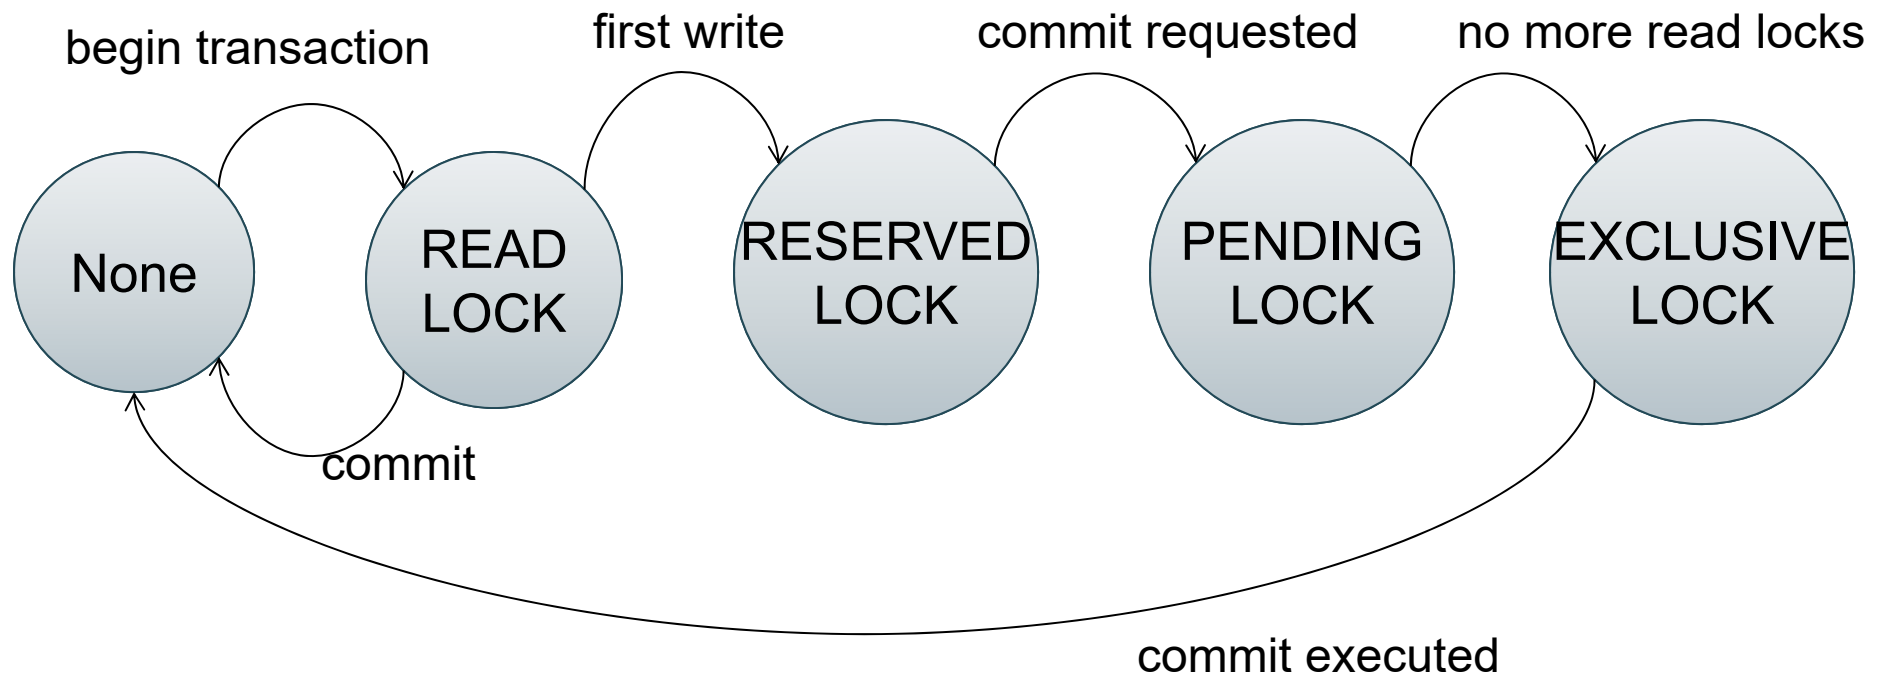 begin transaction
first write
commit requested
no more read locks
None
READ
LOCK
RESERVED
LOCK
PENDING
LOCK
EXCLUSIVE
LOCK
commit
commit executed